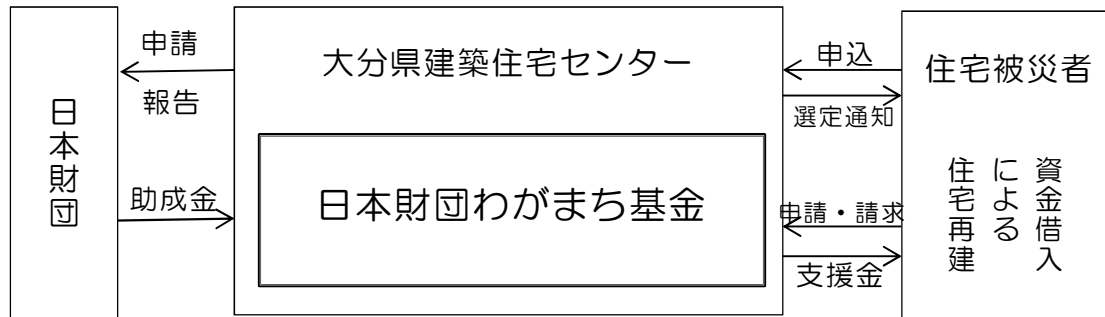 日本財団
申請
報告
助成金
大分県建築住宅センター
日本財団わがまち基金
申込
選定通知
申請・請求
支援金
住宅被災者
資金借入
による
住宅再建